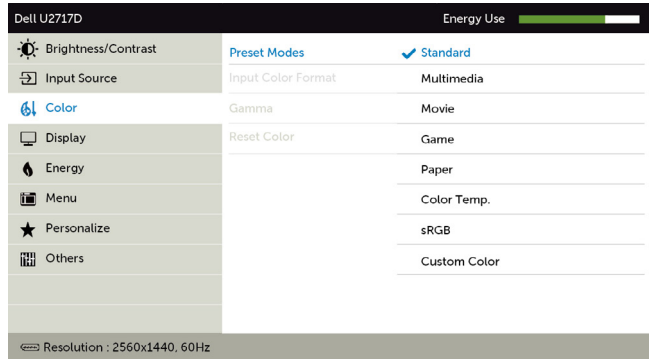 Dell U2717D
Energy Use
Brightness/Contrast
Input Source
Color
Display
Energy
Menu
Personalize
Others
Preset Modes
Input Color Format
Gamma
Reset Color
Standard
Multimedia
Movie
Game
Paper
Color Temp.
sRGB
Custom Color
Resolution : 2560x1440, 60Hz